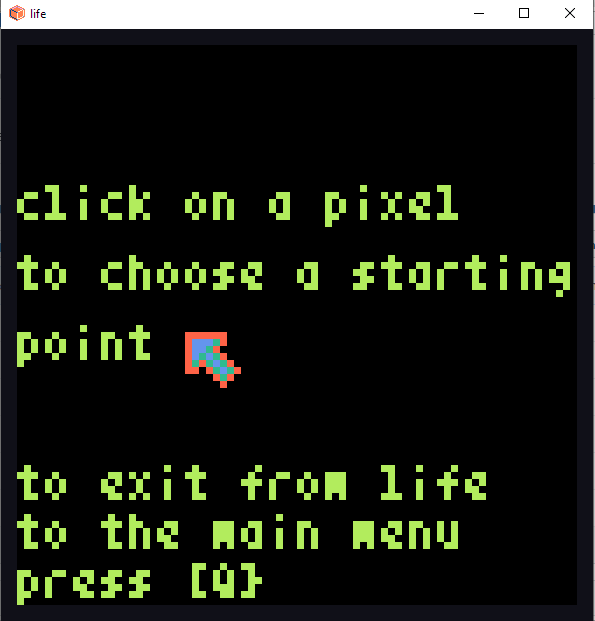 life
click on a pixel
to choose a starting
point
to exit from life
to the main menu
press [Q}